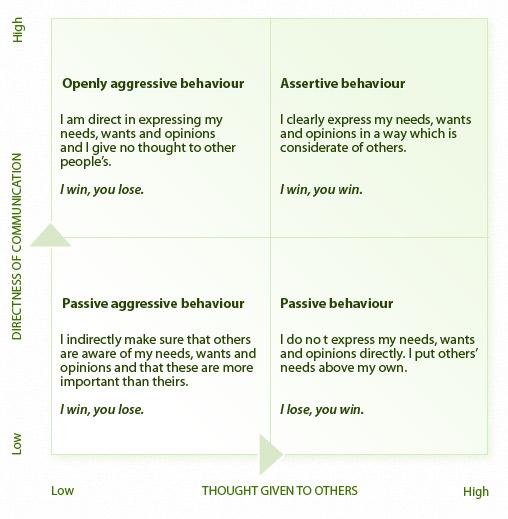 High
Openly aggressive behaviour
I am direct in expressing my
needs, wants and opinions
and I give no thought to other
people's.
I win, you lose.
Assertive behaviour
I clearly express my needs, wants
and opinions in a way which is
considerate of others.
I win, you win.
DIRECTNESS OF COMMUNICATION
Passive aggressive behaviour
I indirectly make sure that others
are aware of my needs, wants and
opinions and that these are more
important than theirs.
I win, you lose.
Passive behaviour
I do no t express my needs, wants
and opinions directly. I put others'
needs above my own.
I lose, you win.
Low
Low
THOUGHT GIVEN TO OTHERS
High